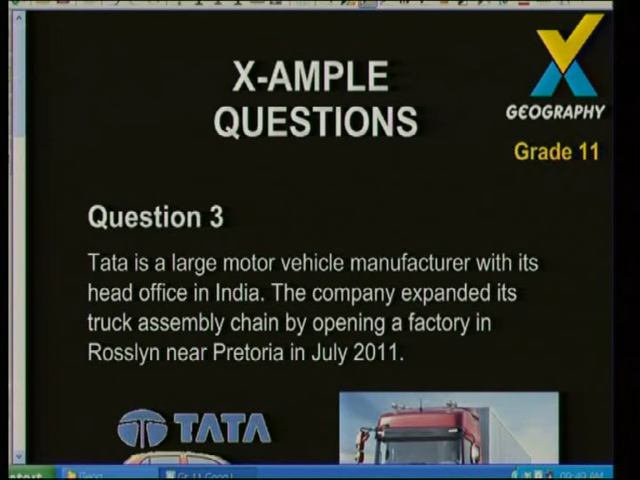 X-AMPLE
QUESTIONS
GEOGRAPHY
Grade 11
Question 3
Tata is a large motor vehicle manufacturer with its
head office in India. The company expanded its
truck assembly chain by opening a factory in
Rosslyn near Pretoria in July 2011.
TATA